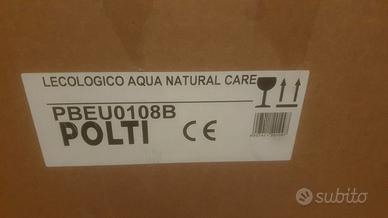 LECOLOGICO AQUA NATURAL CARE
PBEU0108B
POLTI CE
subito